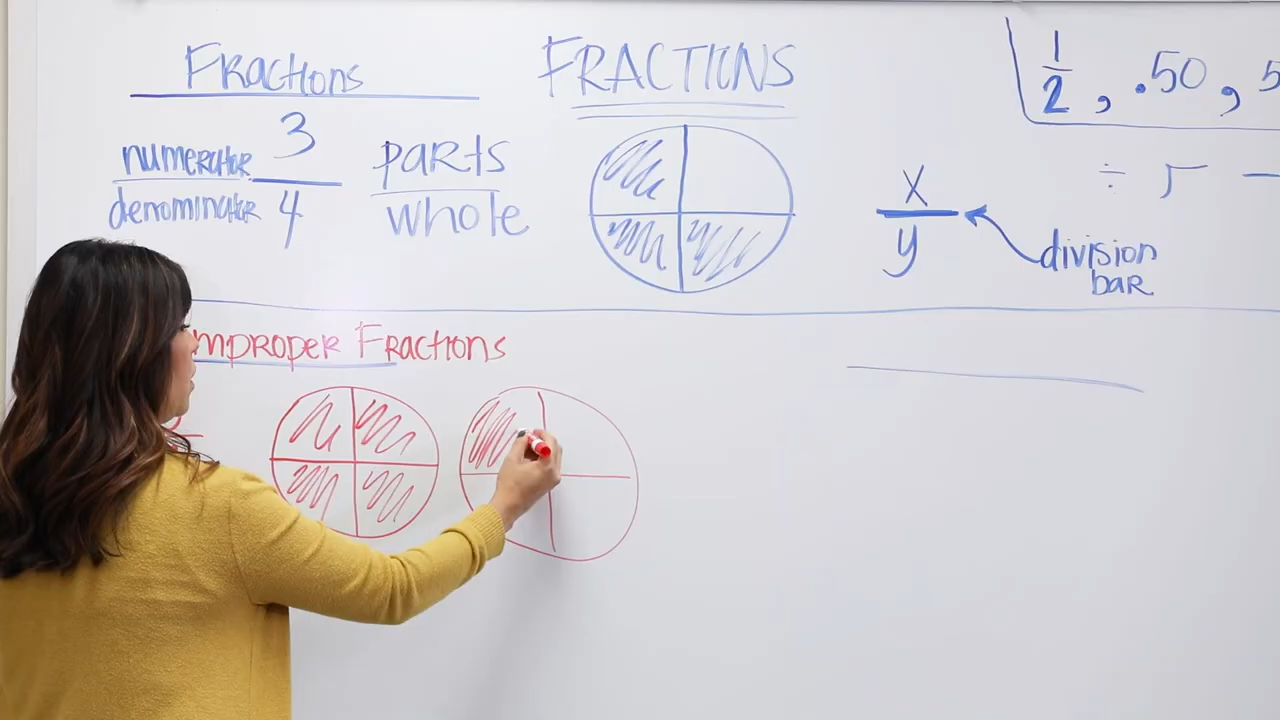 Fractions
numerator 3 parts
denominator 4 whole
FRACTIONS
1
2 , .50 , 5
÷
x
y
division
bar
mproper Fractions